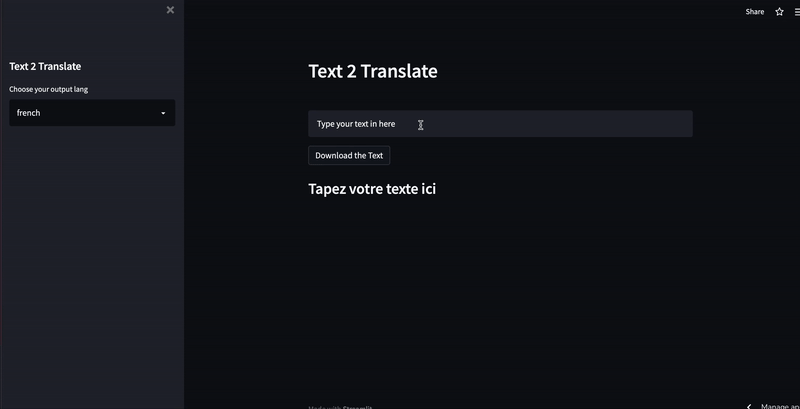 Share
Text 2 Translate
Choose your output lang
french
Text 2 Translate
Type your text in here
Download the Text
Tapez votre texte ici
Made with Streamlit
Manage ap